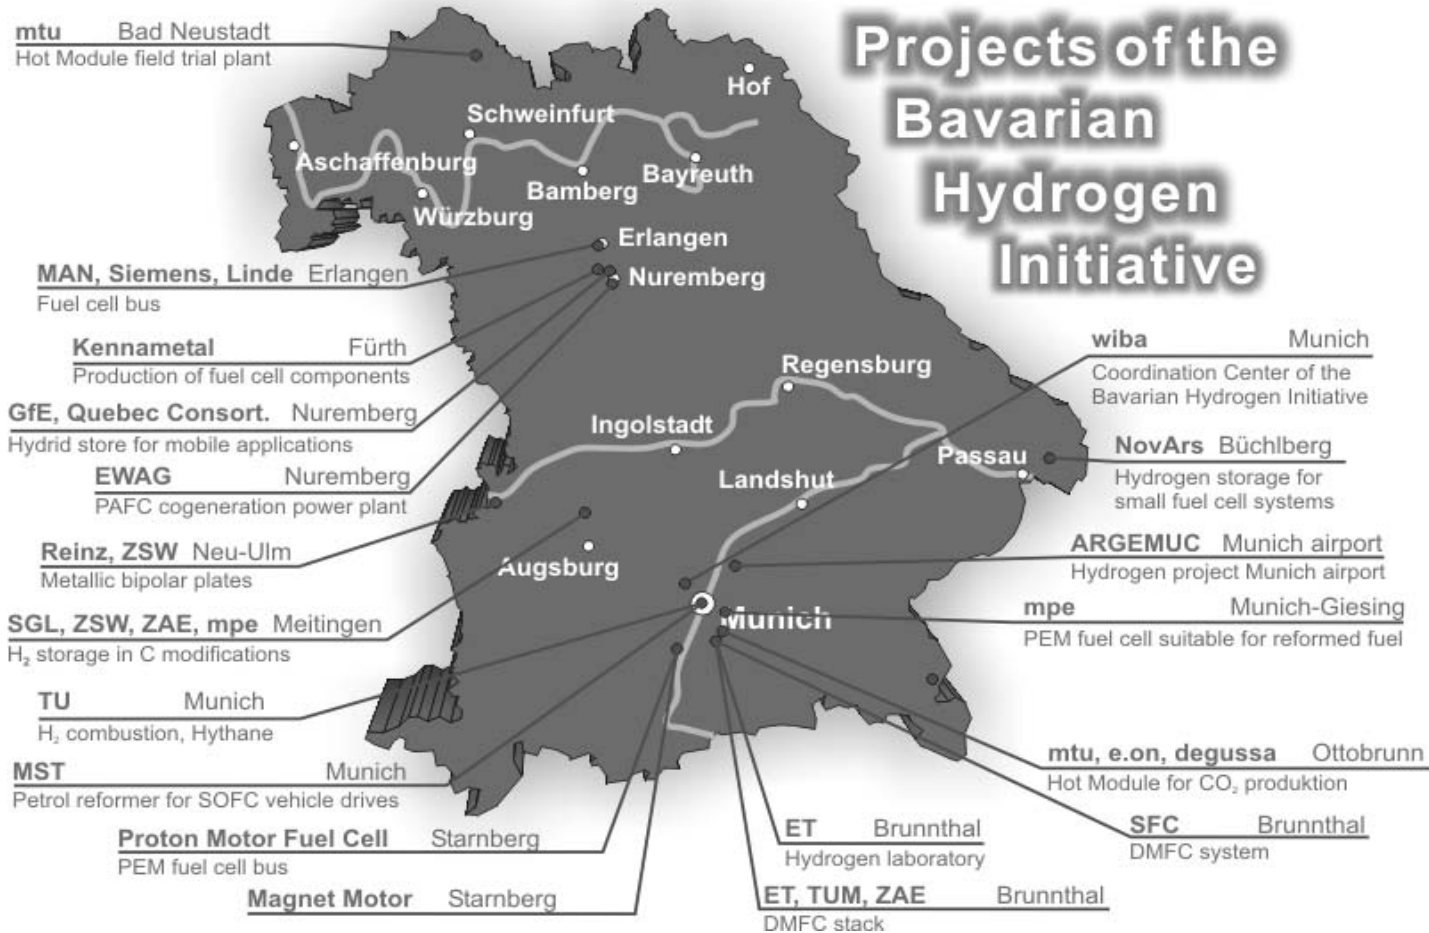 Projects of the
Bavarian
Hydrogen
Initiative
mtu Bad Neustadt
Hot Module field trial plant
Hof
Schweinfurt
Aschaffenburg
Bayreuth
Bamberg
Würzburg
Erlangen
Nuremberg
Regensburg
Ingolstadt
Passau
Landshut
Augsburg
Munich
MAN, Siemens, Linde Erlangen
Fuel cell bus
Kennametal Fürth
Production of fuel cell components
GfE, Quebec Consort. Nuremberg
Hydrid store for mobile applications
EWAG Nuremberg
PAFC cogeneration power plant
Reinz, ZSW Neu-Ulm
Metallic bipolar plates
SGL, ZSW, ZAE, mpe Meitingen
H₂ storage in C modifications
TU Munich
H₂ combustion, Hythane
MST Munich
Petrol reformer for SOFC vehicle drives
Proton Motor Fuel Cell Starnberg
PEM fuel cell bus
Magnet Motor Starnberg
wiba Munich
Coordination Center of the
Bavarian Hydrogen Initiative
NovArs Büchlberg
Hydrogen storage for
small fuel cell systems
ARGEMUC Munich airport
Hydrogen project Munich airport
mpe Munich-Giesing
PEM fuel cell suitable for reformed fuel
mtu, e.on, degussa Ottobrunn
Hot Module for CO₂ produktion
SFC Brunnthal
DMFC system
ET Brunnthal
Hydrogen laboratory
ET, TUM, ZAE Brunnthal
DMFC stack